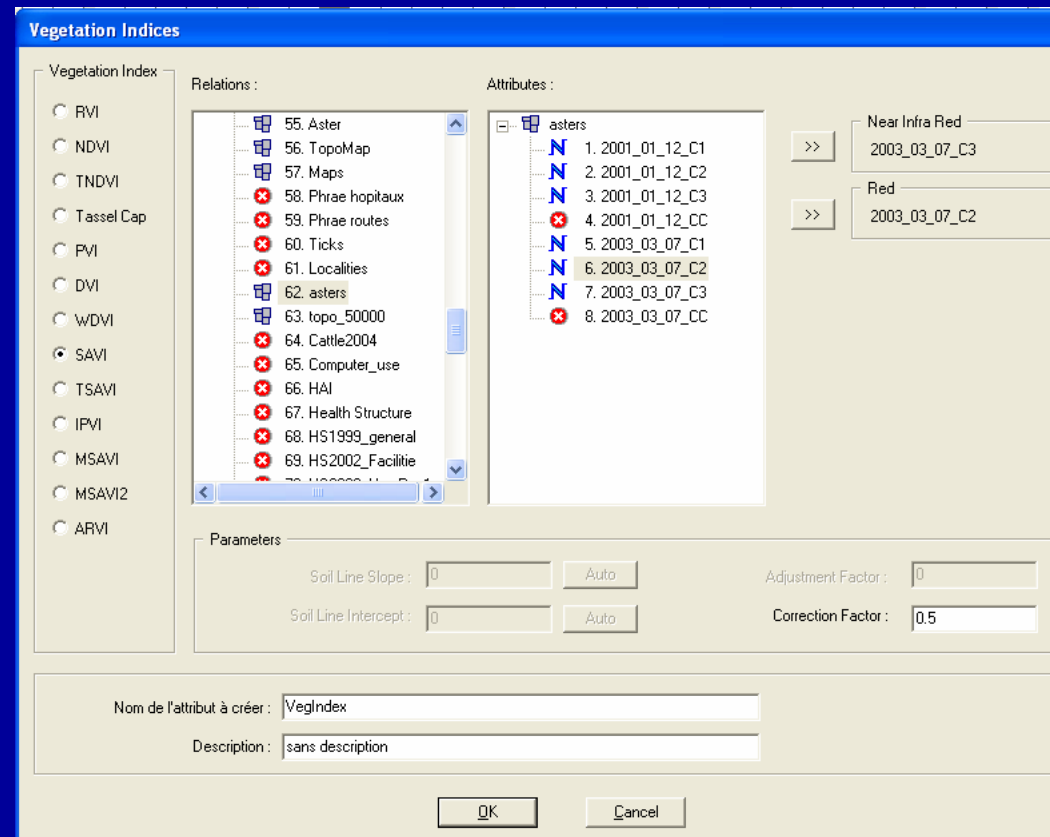 Vegetation Indices
Vegetation Index
RVI
NDVI
TNDVI
Tassel Cap
PVI
DVI
WDVI
SAVI
TSAVI
IPVI
MSAVI
MSAVI2
ARVI
Relations :
55. Aster
56. TopoMap
57. Maps
58. Phrae hopitaux
59. Phrae routes
60. Ticks
61. Localities
62. asters
63. topo_50000
64. Cattle2004
65. Computer_use
66. HAI
67. Health Structure
68. HS1999_general
69. HS2002_Facilitie
Attributes :
asters
1. 2001_01_12_C1
2. 2001_01_12_C2
3. 2001_01_12_C3
4. 2001_01_12_CC
5. 2003_03_07_C1
6. 2003_03_07_C2
7. 2003_03_07_C3
8. 2003_03_07_CC
>>
Near Infra Red
2003_03_07_C3
>>
Red
2003_03_07_C2
Parameters
Soil Line Slope : 0 Auto
Adjustment Factor : 0
Soil Line Intercept : 0 Auto
Correction Factor : 0.5
Nom de l'attribut à créer : VegIndex
Description : sans description
OK Cancel